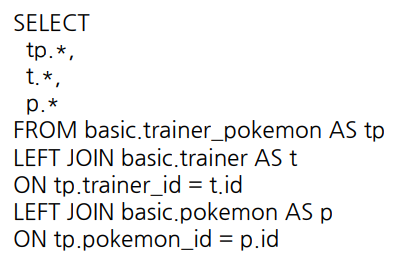 SELECT
  tp.*,
  t.*,
  p.*
FROM basic.trainer_pokemon AS tp
LEFT JOIN basic.trainer AS t
ON tp.trainer_id = t.id
LEFT JOIN basic.pokemon AS p
ON tp.pokemon_id = p.id